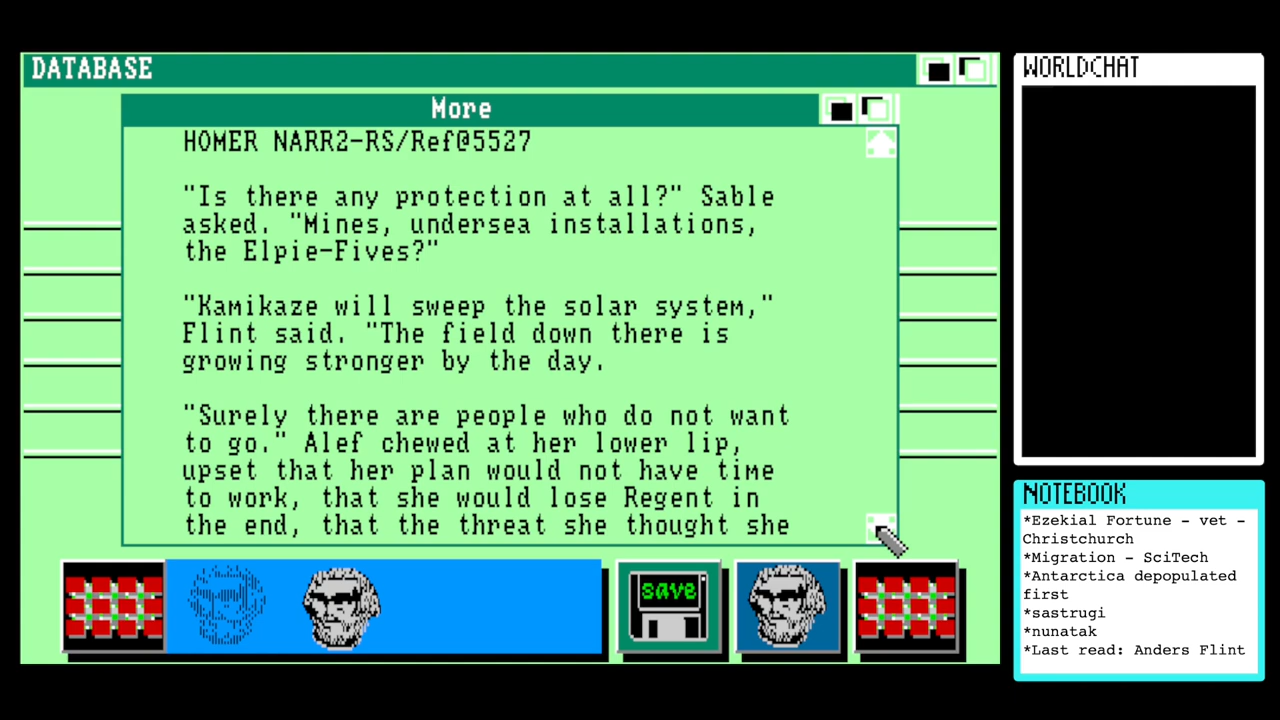 DATABASE
More
HOMER NARR2-RS/Ref@5527
"Is there any protection at all?" Sable
asked. "Mines, undersea installations,
the Elpie-Fives?"
"Kamikaze will sweep the solar system,"
Flint said. "The field down there is
growing stronger by the day.
"Surely there are people who do not want
to go." Alef chewed at her lower lip,
upset that her plan would not have time
to work, that she would lose Regent in
the end, that the threat she thought she
save
WORLDCHAT
NOTEBOOK
*Ezekial Fortune - vet -
Christchurch
*Migration - SciTech
*Antarctica depopulated
first
*sastrugi
*nunatak
*Last read: Anders Flint